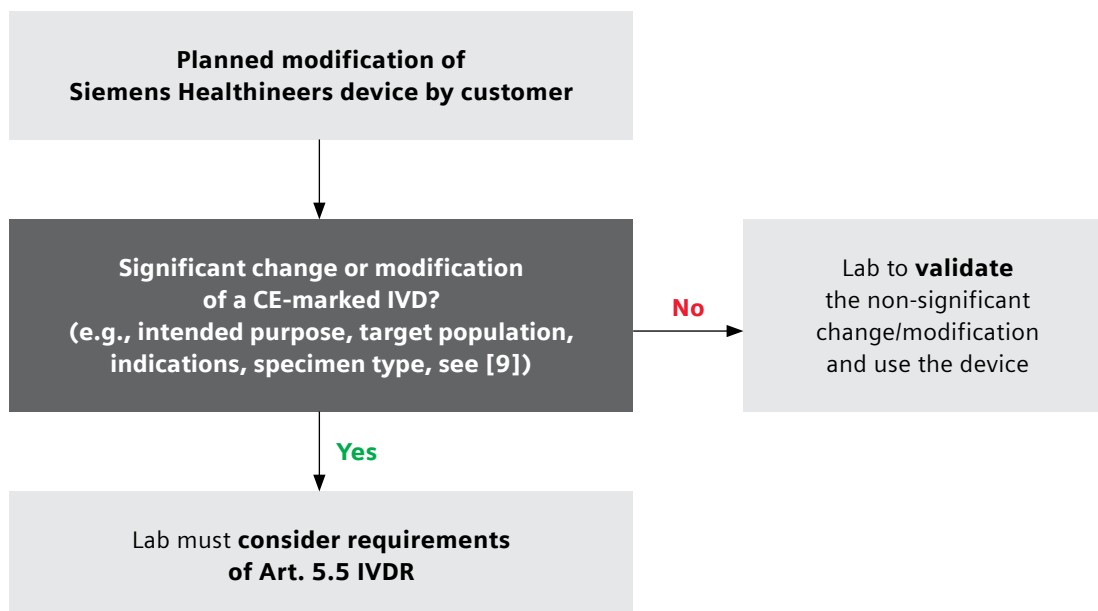 Planned modification of
Siemens Healthineers device by customer
Significant change or modification
of a CE-marked IVD?
(e.g., intended purpose, target population,
indications, specimen type, see [9])
No
Lab to validate
the non-significant
change/modification
and use the device
Yes
Lab must consider requirements
of Art. 5.5 IVDR